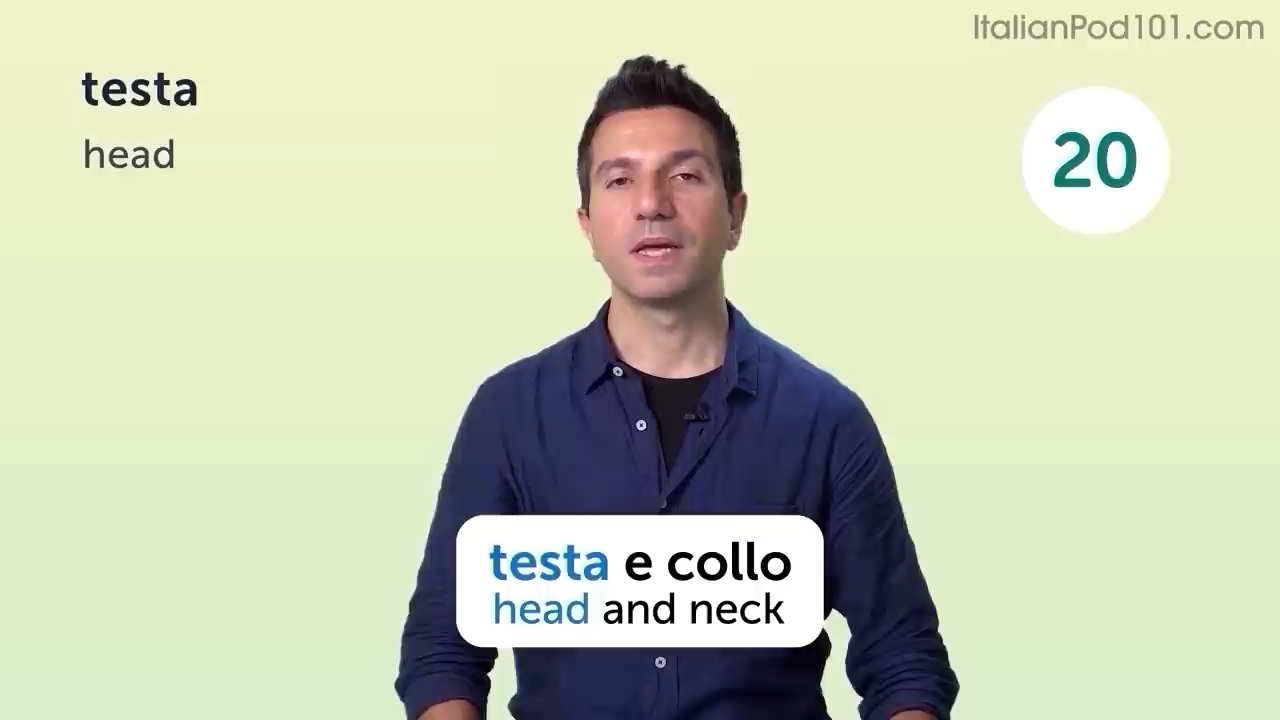 ItalianPod101.com
testa
head
20
testa e collo
head and neck